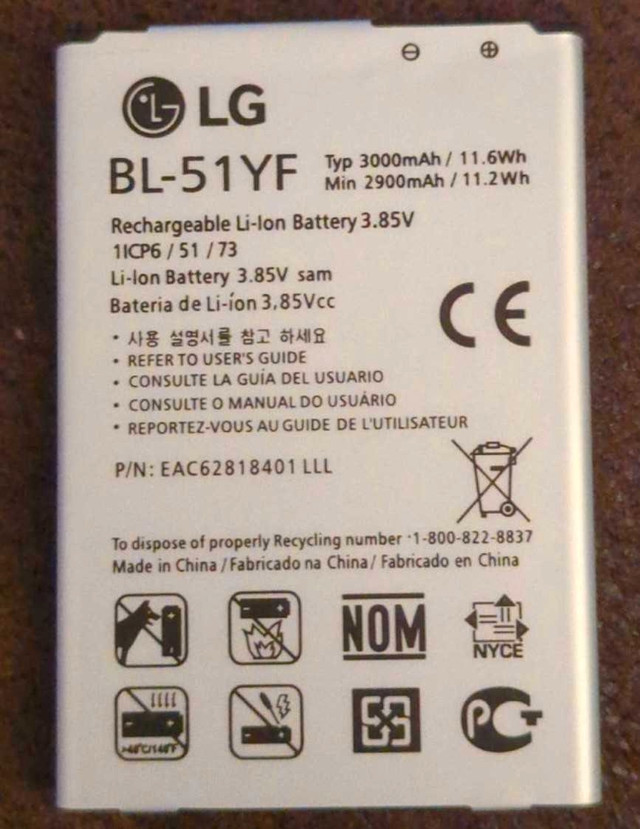 LG
BL-51YF
Typ 3000mAh / 11.6Wh
Min 2900mAh / 11.2Wh
Rechargeable Li-Ion Battery 3.85V
1ICP6 / 51 / 73
Li-Ion Battery 3.85V sam
Bateria de Li-íon 3,85Vcc
CE
• 사용 설명서를 참고 하세요
• REFER TO USER'S GUIDE
• CONSULTE LA GUÍA DEL USUARIO
• CONSULTE O MANUAL DO USUÁRIO
• REPORTEZ-VOUS AU GUIDE DE L'UTILISATEUR
P/N: EAC62818401 LLL
To dispose of properly Recycling number ·1-800-822-8837
Made in China / Fabricado na China / Fabricado en China
NOM
NYCE
>60°C/140°F
PCT